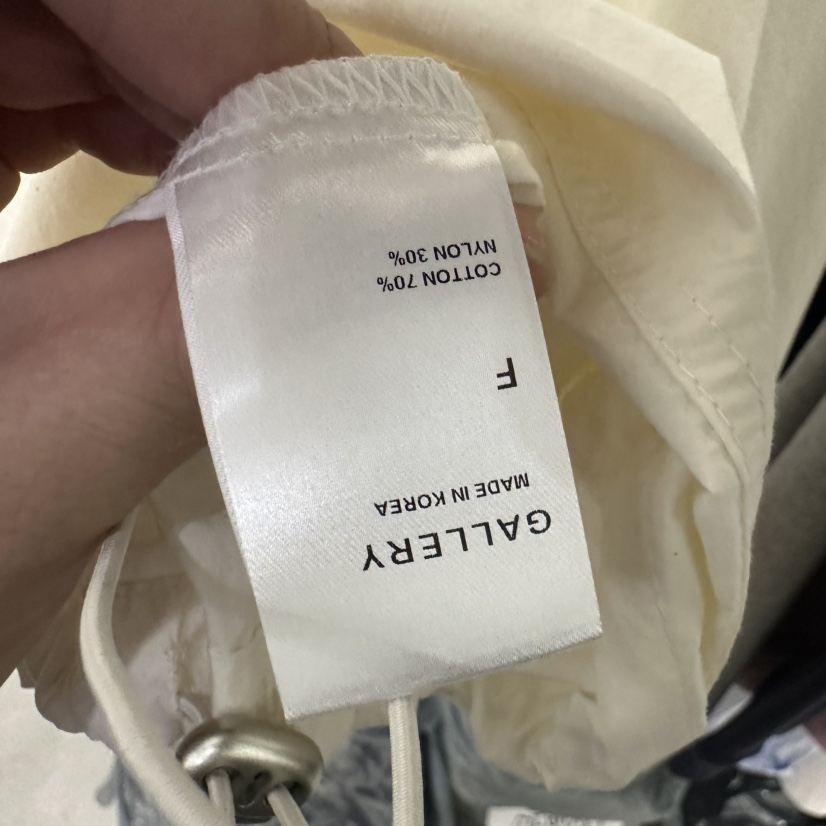 GALLERY
MADE IN KOREA
F
COTTON 70%
NYLON 30%